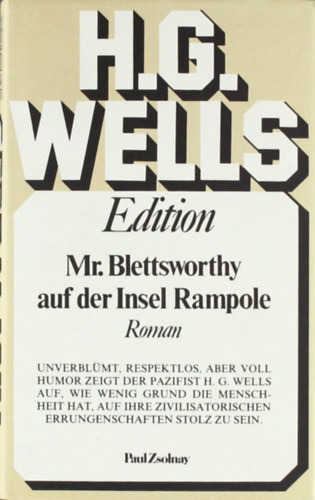 H.G.
WELLS
Edition
Mr. Blettsworthy
auf der Insel Rampole
Roman
UNVERBLÜMT, RESPEKTLOS, ABER VOLL
HUMOR ZEIGT DER PAZIFIST H. G. WELLS
AUF, WIE WENIG GRUND DIE MENSCH-
HEIT HAT, AUF IHRE ZIVILISATORISCHEN
ERRUNGENSCHAFTEN STOLZ ZU SEIN.
Paul Zsolnay